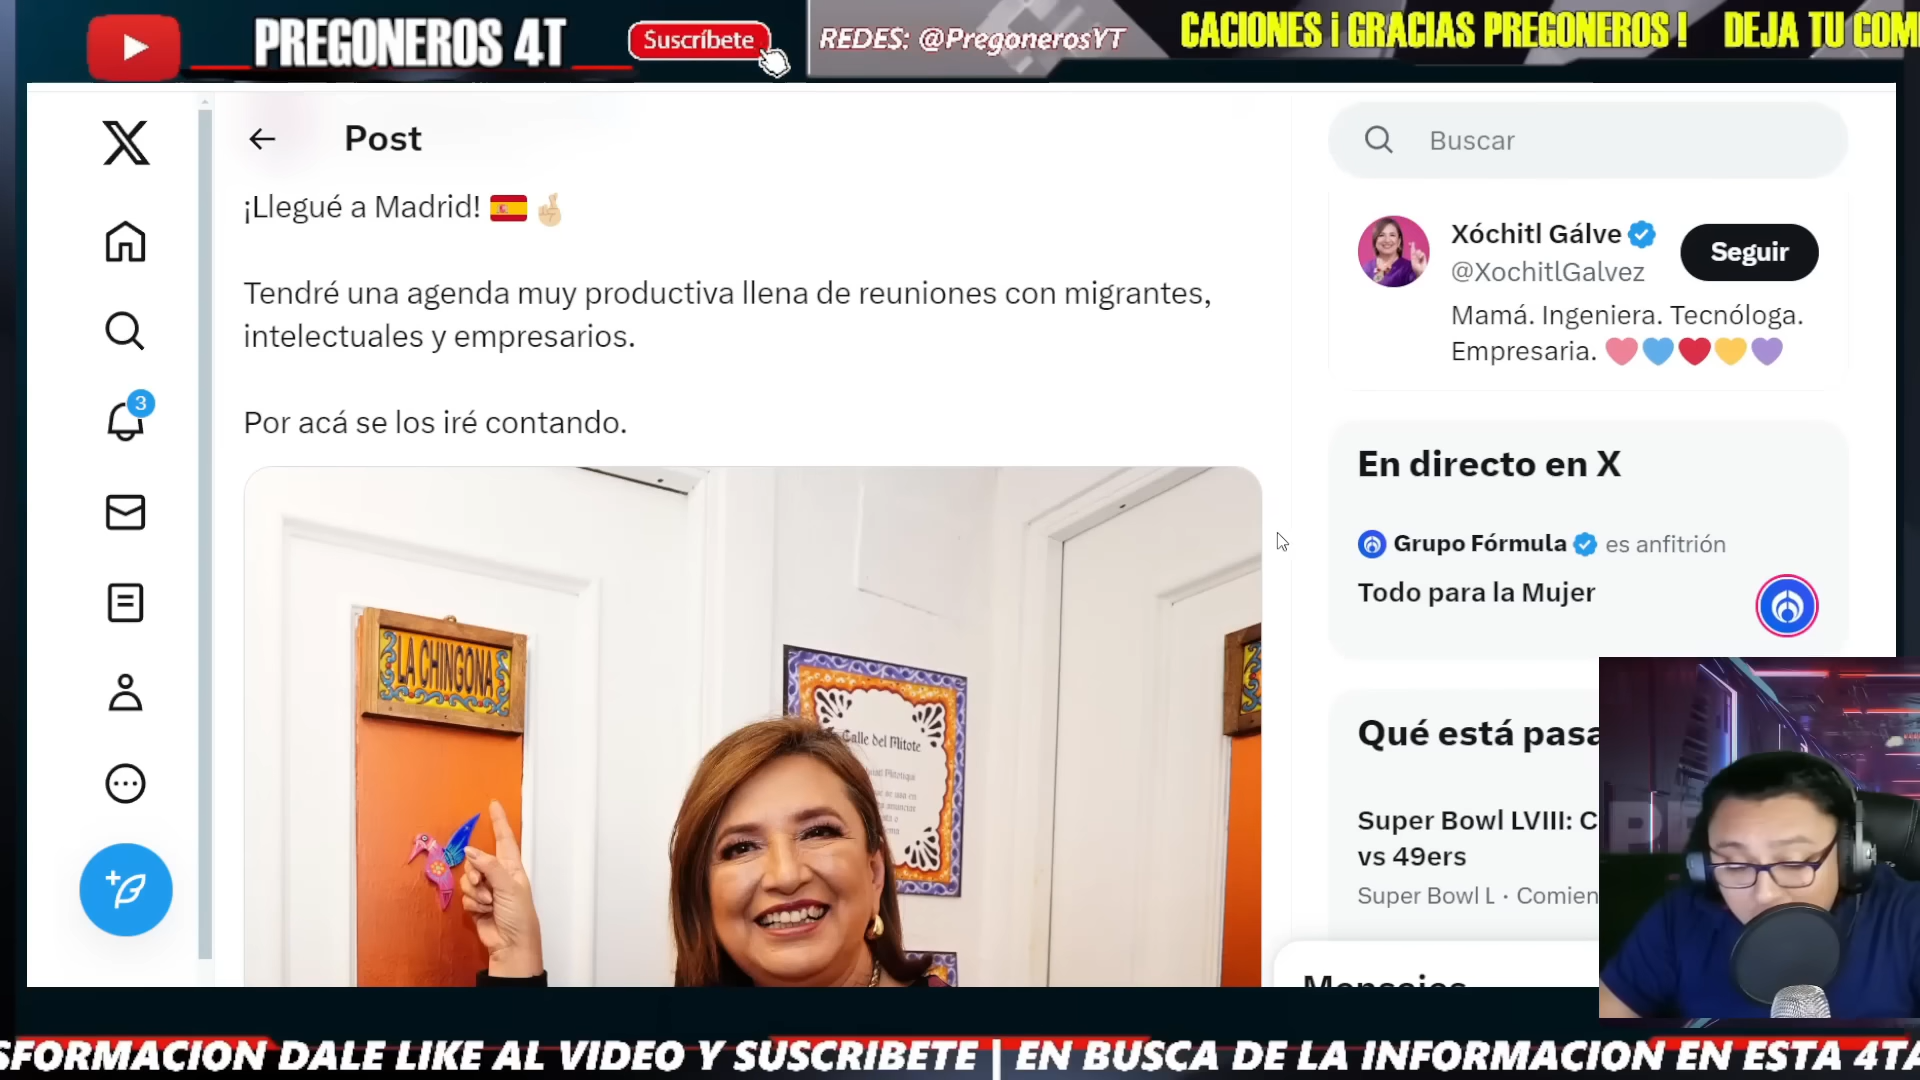 PREGONEROS 4T
Suscríbete
REDES: @PregonerosYT
CACIONES ¡ GRACIAS PREGONEROS ! DEJA TU COM
Post
¡Llegué a Madrid!
Tendré una agenda muy productiva llena de reuniones con migrantes,
intelectuales y empresarios.
Por acá se los iré contando.
3
LA CHINGONA
Calle del Mitote
Buscar
Xóchitl Gálve
@XochitlGalvez
Seguir
Mamá. Ingeniera. Tecnóloga.
Empresaria.
En directo en X
Grupo Fórmula es anfitrión
Todo para la Mujer
Qué está pasa
Super Bowl LVIII: C
vs 49ers
Super Bowl L · Comien
Mensajes
SFORMACION DALE LIKE AL VIDEO Y SUSCRIBETE | EN BUSCA DE LA INFORMACION EN ESTA 4TA